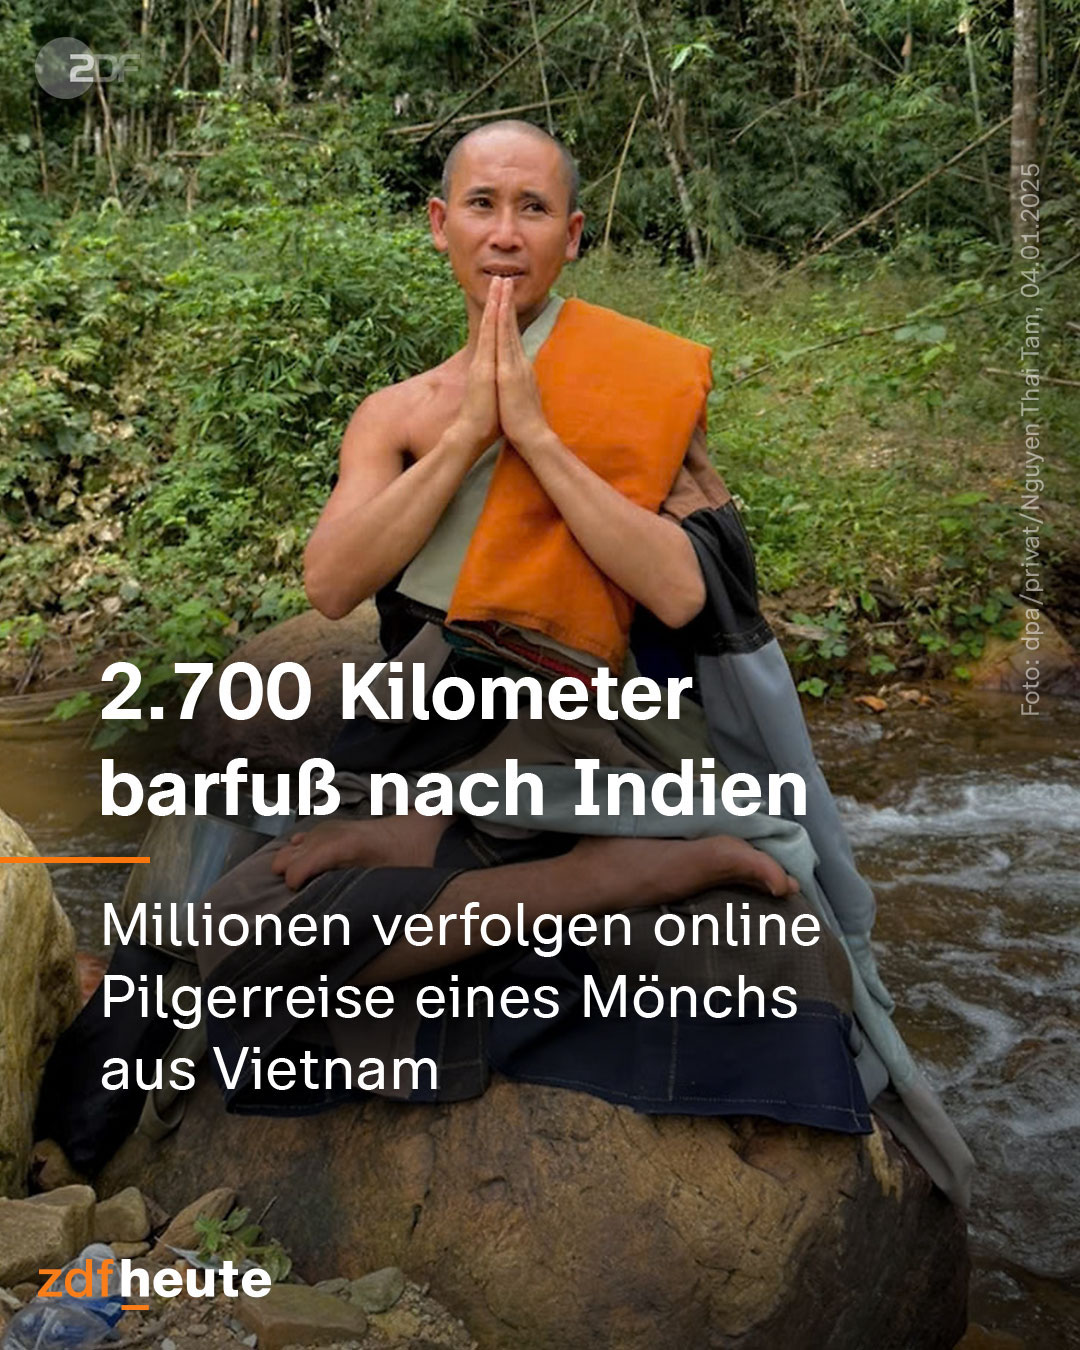 ZDF
Foto: dpa/privat/Nguyen Thai Tam, 04.01.2025
2.700 Kilometer
barfuß nach Indien
Millionen verfolgen online
Pilgerreise eines Mönchs
aus Vietnam
zdfheute